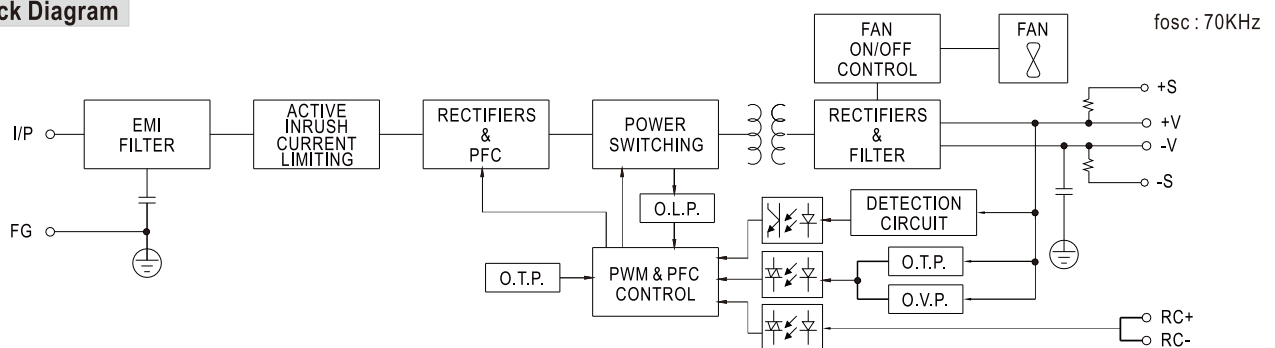 ck Diagram
fosc : 70KHz
FAN
ON/OFF
CONTROL
FAN
I/P
EMI
FILTER
ACTIVE
INRUSH
CURRENT
LIMITING
RECTIFIERS
&
PFC
POWER
SWITCHING
RECTIFIERS
&
FILTER
+S
+V
-V
-S
FG
O.L.P.
DETECTION
CIRCUIT
O.T.P.
PWM & PFC
CONTROL
O.T.P.
O.V.P.
RC+
RC-